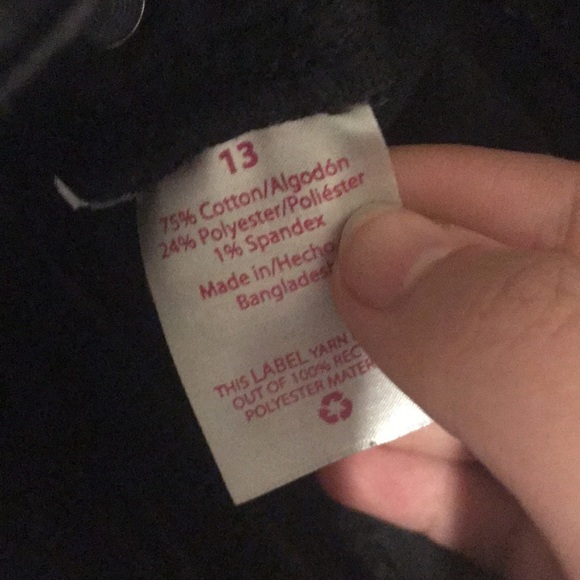 13
75% Cotton/Algodón
24% Polyester/Poliéster
1% Spandex
Made in/Hecho
Bangladesh
THIS LABEL YARN
OUT OF 100% REC
POLYESTER MATER